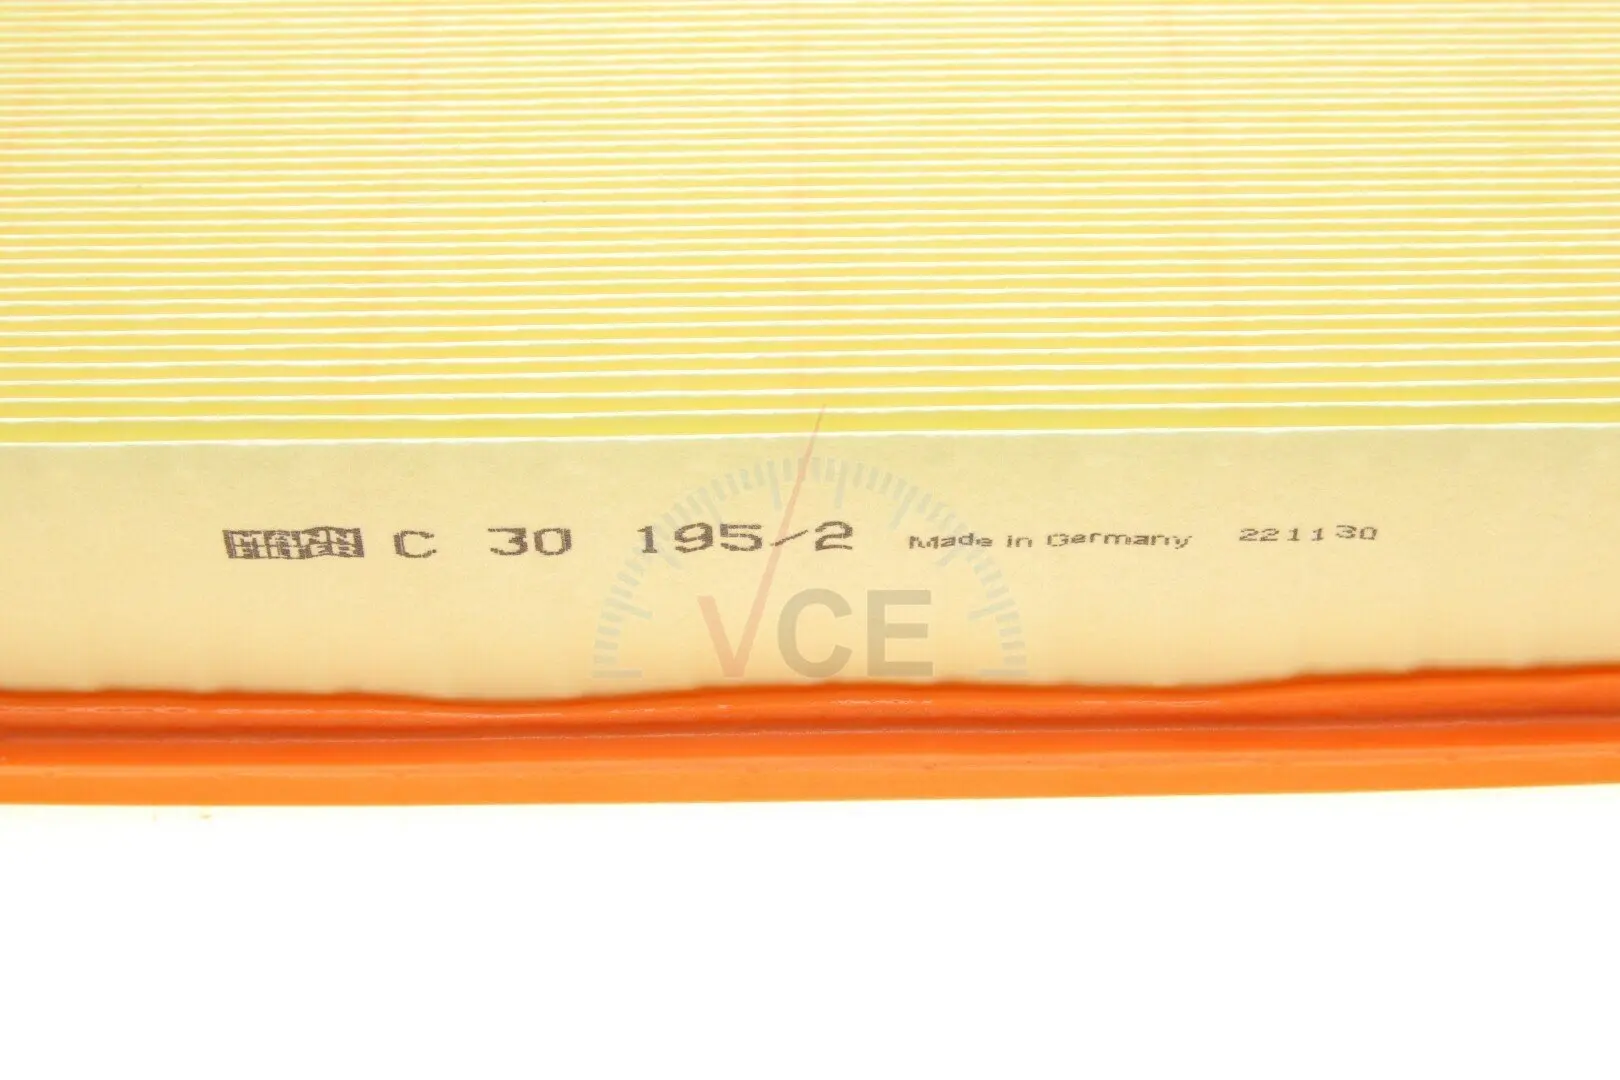 MANN FILTER C 30 195/2 Made in Germany 221130
VCE